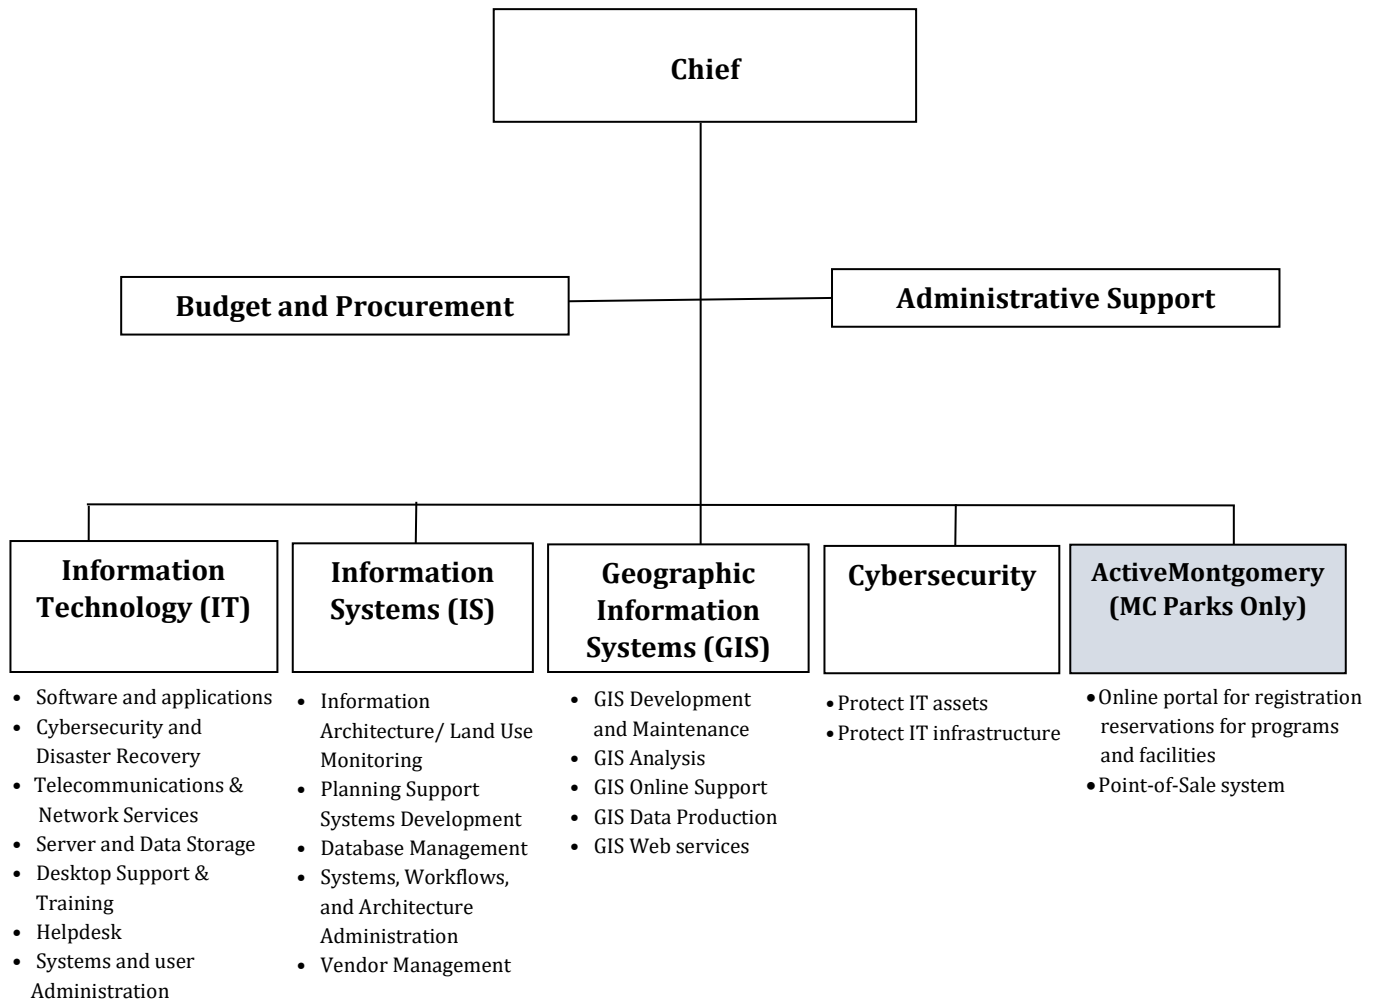 Chief
Budget and Procurement
Administrative Support
Information
Technology (IT)
• Software and applications
• Cybersecurity and
Disaster Recovery
• Telecommunications &
Network Services
• Server and Data Storage
• Desktop Support &
Training
• Helpdesk
• Systems and user
Administration
Information
Systems (IS)
• Information
Architecture/ Land Use
Monitoring
• Planning Support
Systems Development
• Database Management
• Systems, Workflows,
and Architecture
Administration
• Vendor Management
Geographic
Information
Systems (GIS)
• GIS Development
and Maintenance
• GIS Analysis
• GIS Online Support
• GIS Data Production
• GIS Web services
Cybersecurity
• Protect IT assets
• Protect IT infrastructure
ActiveMontgomery
(MC Parks Only)
• Online portal for registration
reservations for programs
and facilities
• Point-of-Sale system